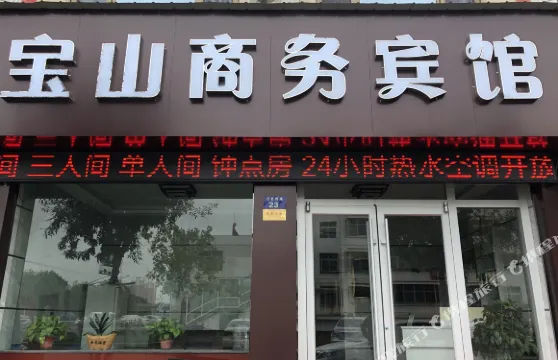 宝山商务宾馆
间 三人间 单人间 钟点房 24小时热水空调开放
23